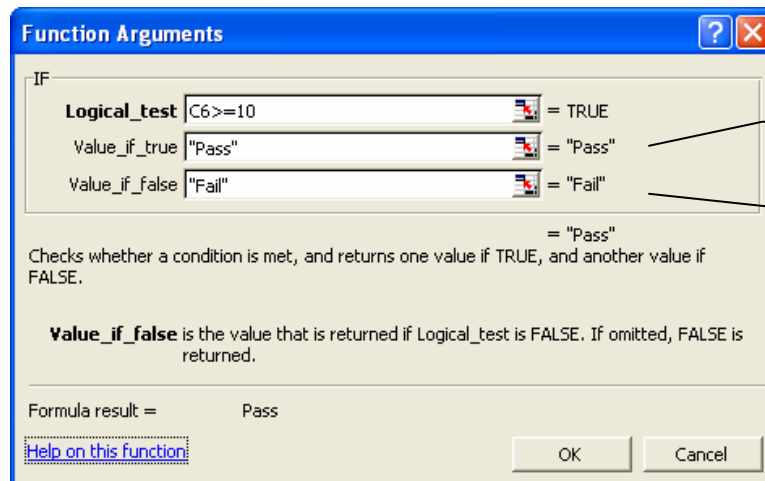 Function Arguments
IF
Logical_test C6>=10 = TRUE
Value_if_true "Pass" = "Pass"
Value_if_false "Fail" = "Fail"
= "Pass"
Checks whether a condition is met, and returns one value if TRUE, and another value if
FALSE.
Value_if_false is the value that is returned if Logical_test is FALSE. If omitted, FALSE is
returned.
Formula result = Pass
Help on this function OK Cancel